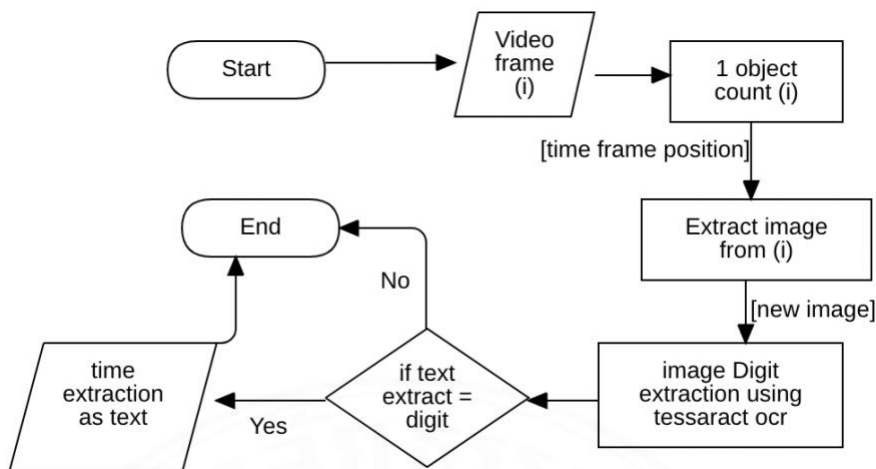 Start
Video
frame
(i)
1 object
count (i)
[time frame position]
Extract image
from (i)
[new image]
image Digit
extraction using
tessaract ocr
if text
extract =
digit
No
End
Yes
time
extraction
as text